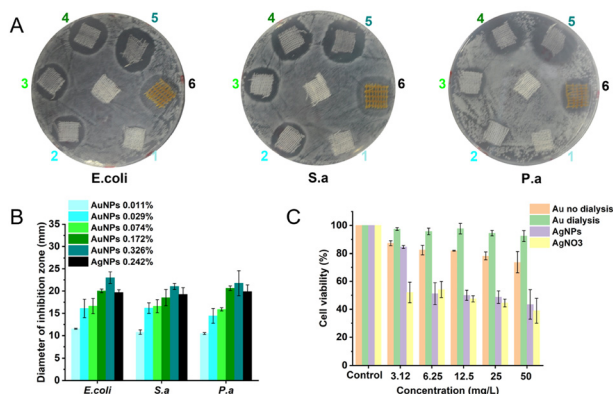 A
4 5
3 6
2 1
E.coli
4 5
3 6
2 1
S.a
4 5
3 6
2 1
P.a
B
Diameter of inhibition zone (mm)
40
35
30
25
20
15
10
5
0
AuNPs 0.011%
AuNPs 0.029%
AuNPs 0.074%
AuNPs 0.172%
AuNPs 0.326%
AgNPs 0.242%
E.coli S.a P.a
C
Cell viability (%)
100
80
60
40
20
0
Au no dialysis
Au dialysis
AgNPs
AgNO3
Control 3.12 6.25 12.5 25 50
Concentration (mg/L)